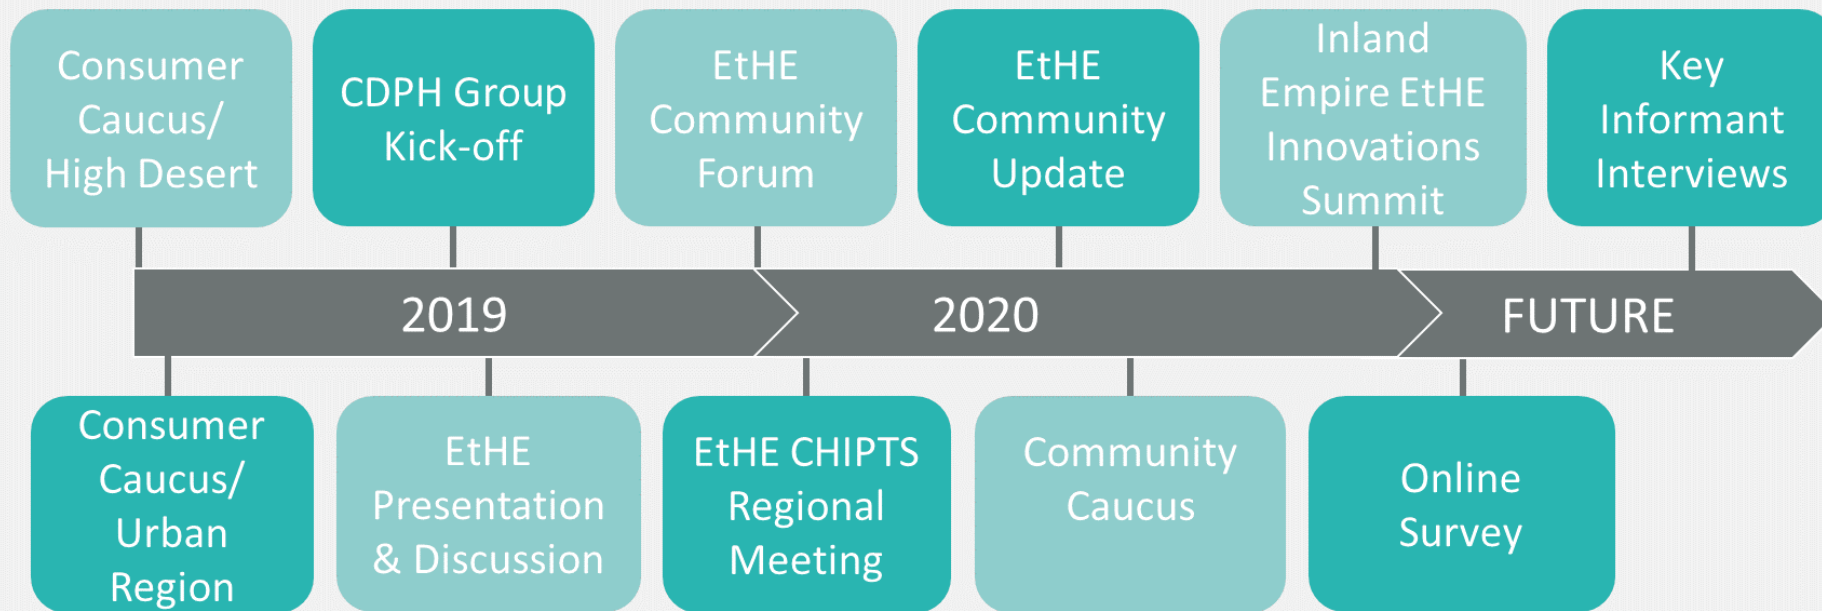 Consumer
Caucus/
High Desert
CDPH Group
Kick-off
EtHE
Community
Forum
EtHE
Community
Update
Inland
Empire EtHE
Innovations
Summit
Key
Informant
Interviews
2019
2020
FUTURE
Consumer
Caucus/
Urban
Region
EtHE
Presentation
& Discussion
EtHE CHIPTS
Regional
Meeting
Community
Caucus
Online
Survey